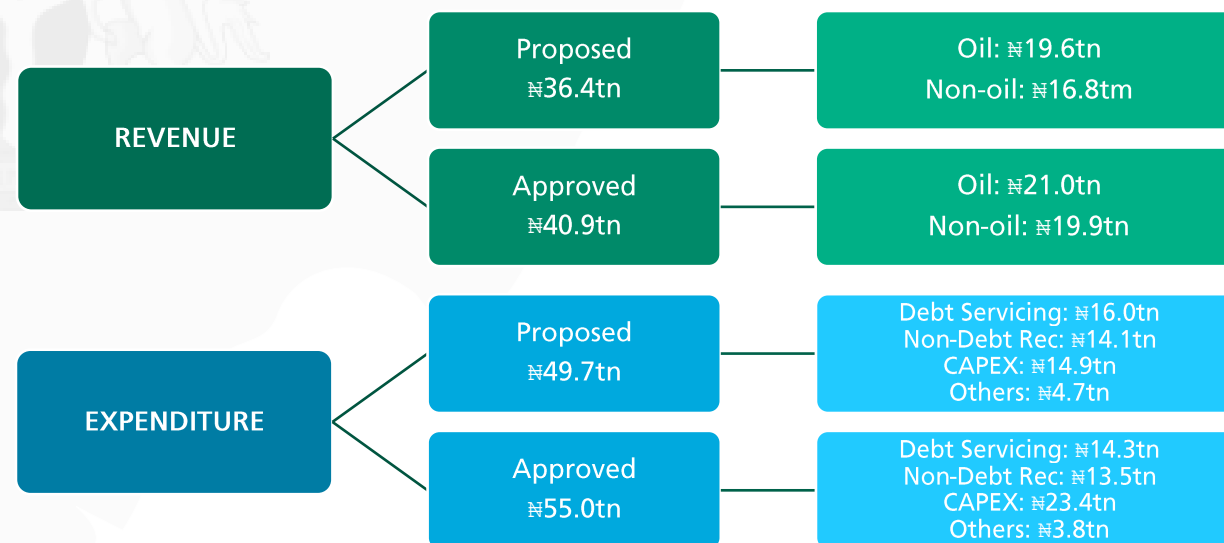 REVENUE
Proposed
₦36.4tn
Oil: ₦19.6tn
Non-oil: ₦16.8tm
Approved
₦40.9tn
Oil: ₦21.0tn
Non-oil: ₦19.9tn
EXPENDITURE
Proposed
₦49.7tn
Debt Servicing: ₦16.0tn
Non-Debt Rec: ₦14.1tn
CAPEX: ₦14.9tn
Others: ₦4.7tn
Approved
₦55.0tn
Debt Servicing: ₦14.3tn
Non-Debt Rec: ₦13.5tn
CAPEX: ₦23.4tn
Others: ₦3.8tn